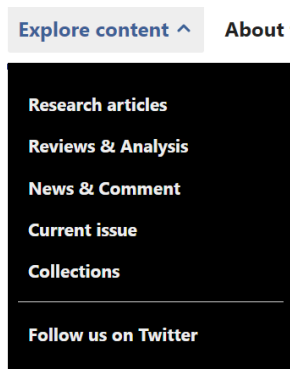 Explore content About
Research articles
Reviews & Analysis
News & Comment
Current issue
Collections
Follow us on Twitter